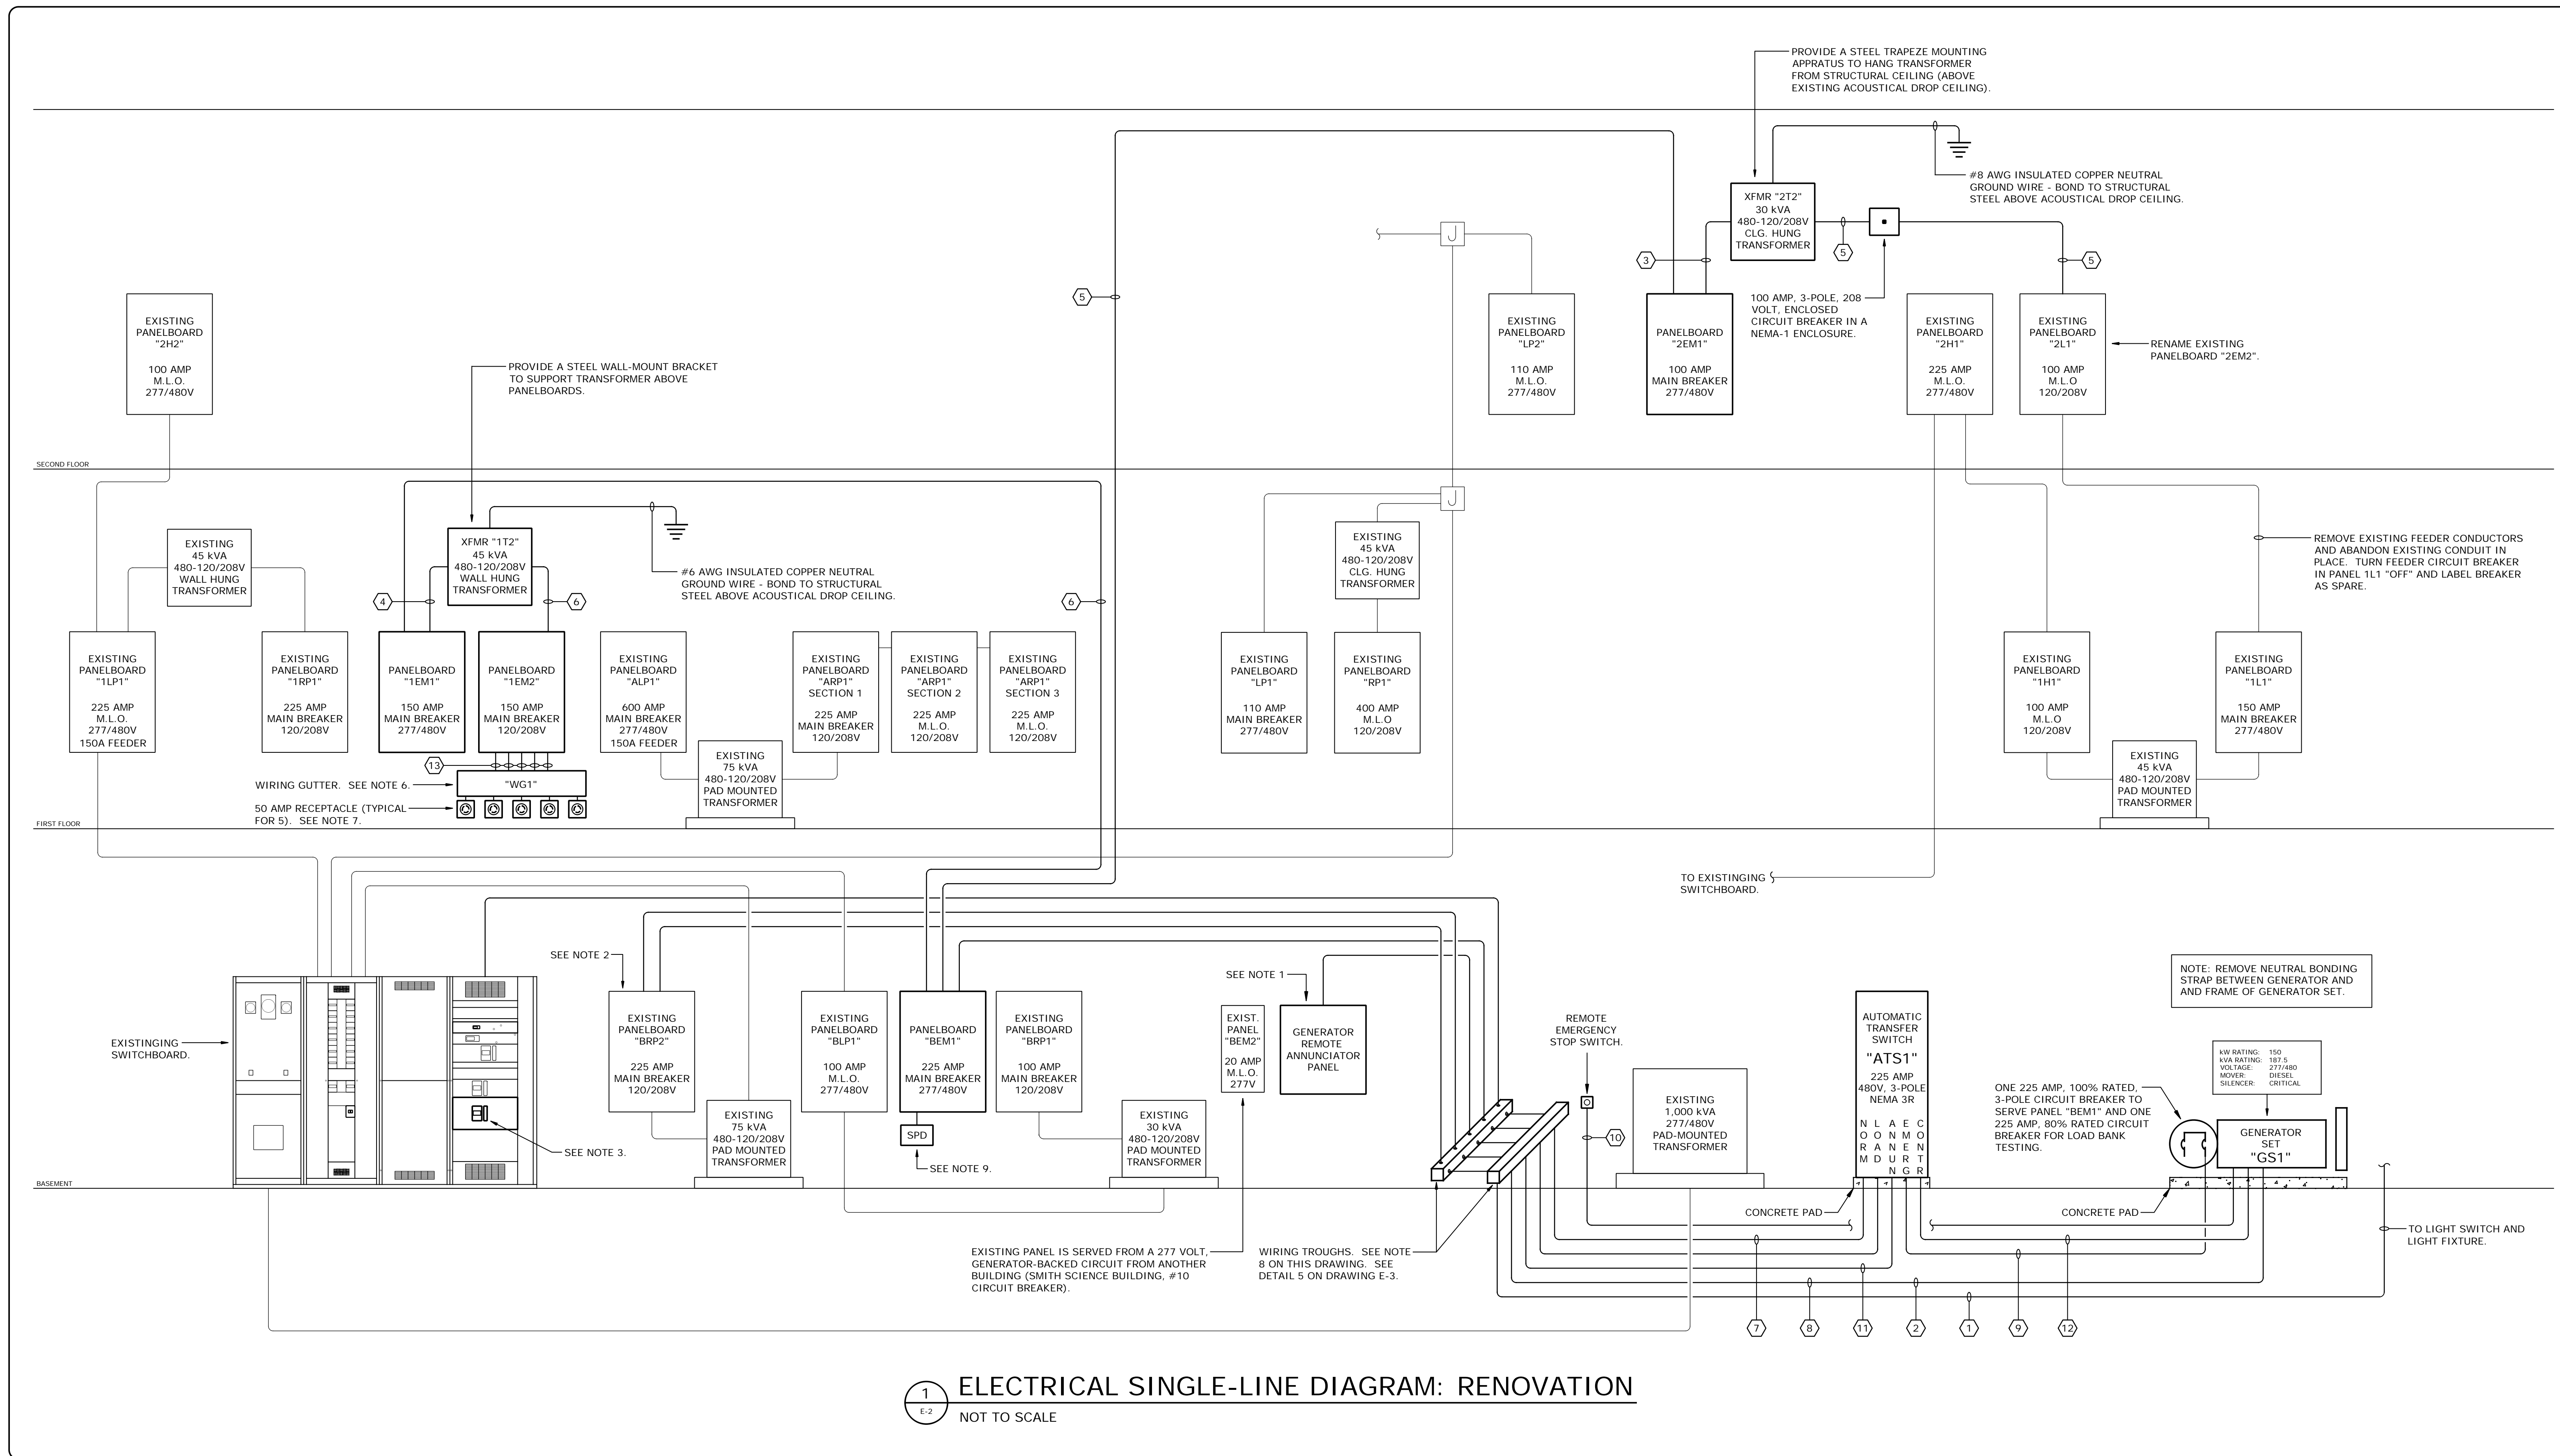 PROVIDE A STEEL TRAPEZE MOUNTING
APPRATUS TO HANG TRANSFORMER
FROM STRUCTURAL CEILING (ABOVE
EXISTING ACOUSTICAL DROP CEILING).
#8 AWG INSULATED COPPER NEUTRAL
GROUND WIRE - BOND TO STRUCTURAL
STEEL ABOVE ACOUSTICAL DROP CEILING.
XFMR "2T2"
30 kVA
480-120/208V
CLG. HUNG
TRANSFORMER
J
3
5
5
5
100 AMP, 3-POLE, 208
VOLT, ENCLOSED
CIRCUIT BREAKER IN A
NEMA-1 ENCLOSURE.
EXISTING
PANELBOARD
"2H2"
100 AMP
M.L.O.
277/480V
EXISTING
PANELBOARD
"LP2"
110 AMP
M.L.O.
277/480V
PANELBOARD
"2EM1"
100 AMP
MAIN BREAKER
277/480V
EXISTING
PANELBOARD
"2H1"
225 AMP
M.L.O.
277/480V
EXISTING
PANELBOARD
"2L1"
100 AMP
M.L.O
120/208V
RENAME EXISTING
PANELBOARD "2EM2".
PROVIDE A STEEL WALL-MOUNT BRACKET
TO SUPPORT TRANSFORMER ABOVE
PANELBOARDS.
SECOND FLOOR
J
EXISTING
45 kVA
480-120/208V
WALL HUNG
TRANSFORMER
XFMR "1T2"
45 kVA
480-120/208V
WALL HUNG
TRANSFORMER
#6 AWG INSULATED COPPER NEUTRAL
GROUND WIRE - BOND TO STRUCTURAL
STEEL ABOVE ACOUSTICAL DROP CEILING.
EXISTING
45 kVA
480-120/208V
CLG. HUNG
TRANSFORMER
REMOVE EXISTING FEEDER CONDUCTORS
AND ABANDON EXISTING CONDUIT IN
PLACE. TURN FEEDER CIRCUIT BREAKER
IN PANEL 1L1 "OFF" AND LABEL BREAKER
AS SPARE.
4
6
6
EXISTING
PANELBOARD
"1LP1"
225 AMP
M.L.O.
277/480V
150A FEEDER
EXISTING
PANELBOARD
"1RP1"
225 AMP
MAIN BREAKER
120/208V
PANELBOARD
"1EM1"
150 AMP
MAIN BREAKER
277/480V
PANELBOARD
"1EM2"
150 AMP
MAIN BREAKER
120/208V
EXISTING
PANELBOARD
"ALP1"
600 AMP
MAIN BREAKER
277/480V
150A FEEDER
EXISTING
PANELBOARD
"ARP1"
SECTION 1
225 AMP
MAIN BREAKER
120/208V
EXISTING
PANELBOARD
"ARP1"
SECTION 2
225 AMP
M.L.O.
120/208V
EXISTING
PANELBOARD
"ARP1"
SECTION 3
225 AMP
M.L.O.
120/208V
EXISTING
PANELBOARD
"LP1"
110 AMP
MAIN BREAKER
277/480V
EXISTING
PANELBOARD
"RP1"
400 AMP
M.L.O
120/208V
EXISTING
PANELBOARD
"1H1"
100 AMP
M.L.O
120/208V
EXISTING
PANELBOARD
"1L1"
150 AMP
MAIN BREAKER
277/480V
EXISTING
75 kVA
480-120/208V
PAD MOUNTED
TRANSFORMER
EXISTING
45 kVA
480-120/208V
PAD MOUNTED
TRANSFORMER
13
WIRING GUTTER. SEE NOTE 6.
"WG1"
50 AMP RECEPTACLE (TYPICAL
FOR 5). SEE NOTE 7.
FIRST FLOOR
TO EXISTINGING
SWITCHBOARD.
SEE NOTE 2
SEE NOTE 1
NOTE: REMOVE NEUTRAL BONDING
STRAP BETWEEN GENERATOR AND
AND FRAME OF GENERATOR SET.
EXISTINGING
SWITCHBOARD.
SEE NOTE 3.
EXISTING
PANELBOARD
"BRP2"
225 AMP
MAIN BREAKER
120/208V
EXISTING
75 kVA
480-120/208V
PAD MOUNTED
TRANSFORMER
EXISTING
PANELBOARD
"BLP1"
100 AMP
M.L.O.
277/480V
PANELBOARD
"BEM1"
225 AMP
MAIN BREAKER
277/480V
SPD
SEE NOTE 9.
EXISTING
PANELBOARD
"BRP1"
100 AMP
MAIN BREAKER
120/208V
EXISTING
30 kVA
480-120/208V
PAD MOUNTED
TRANSFORMER
EXIST.
PANEL
"BEM2"
20 AMP
M.L.O.
277V
GENERATOR
REMOTE
ANNUNCIATOR
PANEL
REMOTE
EMERGENCY
STOP SWITCH.
10
EXISTING
1,000 kVA
277/480V
PAD-MOUNTED
TRANSFORMER
AUTOMATIC
TRANSFER
SWITCH
"ATS1"
225 AMP
480V, 3-POLE
NEMA 3R
NORM
LOAD
ANNUN
EMERG
CONTR
ONE 225 AMP, 100% RATED,
3-POLE CIRCUIT BREAKER TO
SERVE PANEL "BEM1" AND ONE
225 AMP, 80% RATED CIRCUIT
BREAKER FOR LOAD BANK
TESTING.
kW RATING: 150
kVA RATING: 187.5
VOLTAGE: 277/480
MOVER: DIESEL
SILENCER: CRITICAL
GENERATOR
SET
"GS1"
BASEMENT
CONCRETE PAD
CONCRETE PAD
TO LIGHT SWITCH AND
LIGHT FIXTURE.
EXISTING PANEL IS SERVED FROM A 277 VOLT,
GENERATOR-BACKED CIRCUIT FROM ANOTHER
BUILDING (SMITH SCIENCE BUILDING, #10
CIRCUIT BREAKER).
WIRING TROUGHS. SEE NOTE
8 ON THIS DRAWING. SEE
DETAIL 5 ON DRAWING E-3.
7
8
11
2
1
9
12
1
E-2
ELECTRICAL SINGLE-LINE DIAGRAM: RENOVATION
NOT TO SCALE